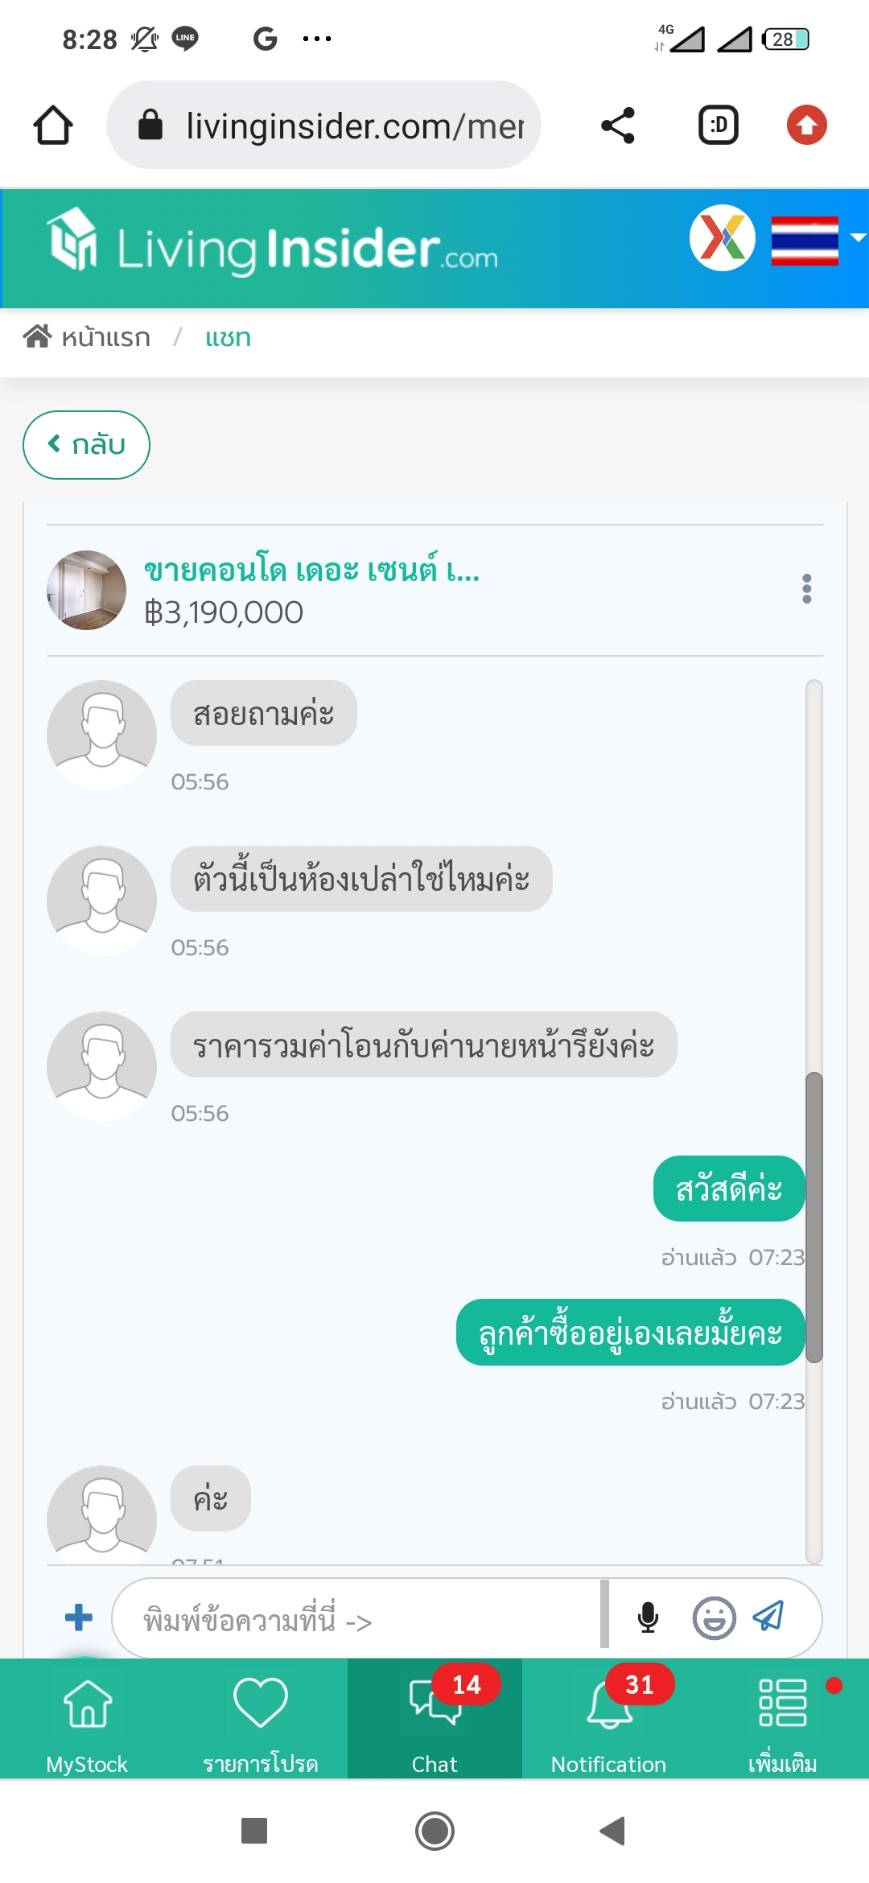 8:28 LINE G ... 4G 28
livinginsider.com/mer :D
LivingInsider.com
หน้าแรก / แชท
กลับ
ขายคอนโด เดอะ เซนต์ เ...
฿3,190,000
สอยถามค่ะ
05:56
ตัวนี้เป็นห้องเปล่าใช่ไหมค่ะ
05:56
ราคารวมค่าโอนกับค่านายหน้ารึยังค่ะ
05:56
สวัสดีค่ะ
อ่านแล้ว 07:23
ลูกค้าซื้ออยู่เองเลยมั้ยคะ
อ่านแล้ว 07:23
ค่ะ
พิมพ์ข้อความที่นี่ ->
14 31
MyStock รายการโปรด Chat Notification เพิ่มเติม